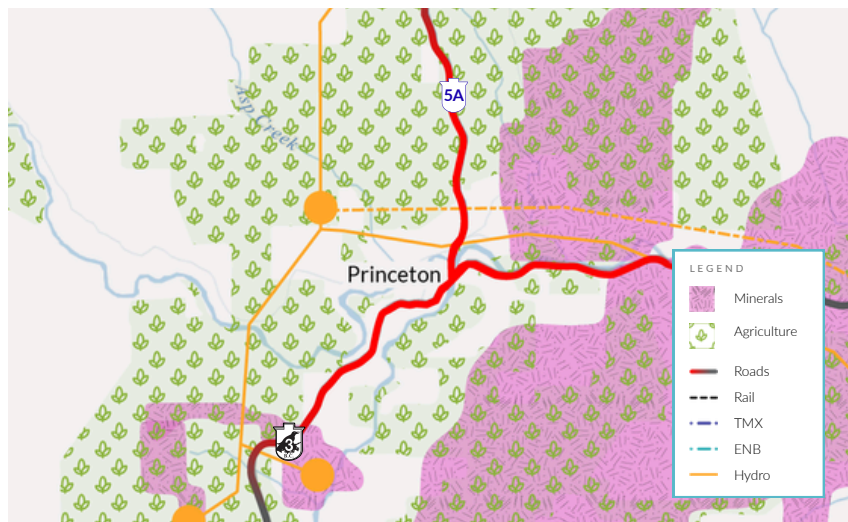 5A
Asp Creek
Princeton
LEGEND
Minerals
Agriculture
Roads
Rail
TMX
ENB
Hydro
3
B.C.